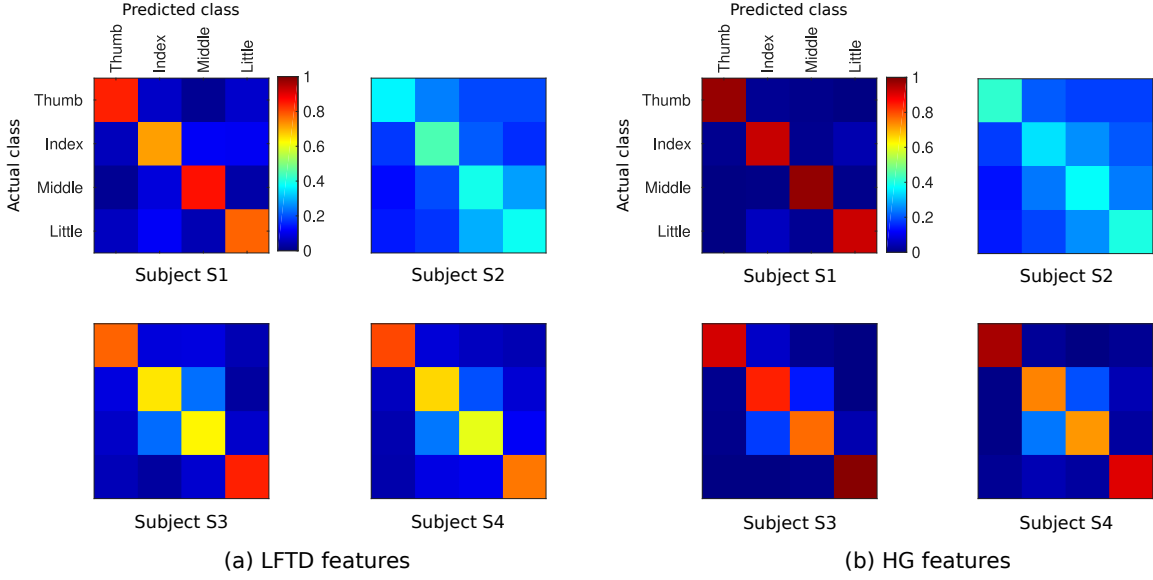 Predicted class
Thumb
Index
Middle
Little
Actual class
Thumb
Index
Middle
Little
1
0.8
0.6
0.4
0.2
0
Subject S1
Subject S2
Subject S3
Subject S4
(a) LFTD features
Predicted class
Thumb
Index
Middle
Little
Actual class
Thumb
Index
Middle
Little
1
0.8
0.6
0.4
0.2
0
Subject S1
Subject S2
Subject S3
Subject S4
(b) HG features